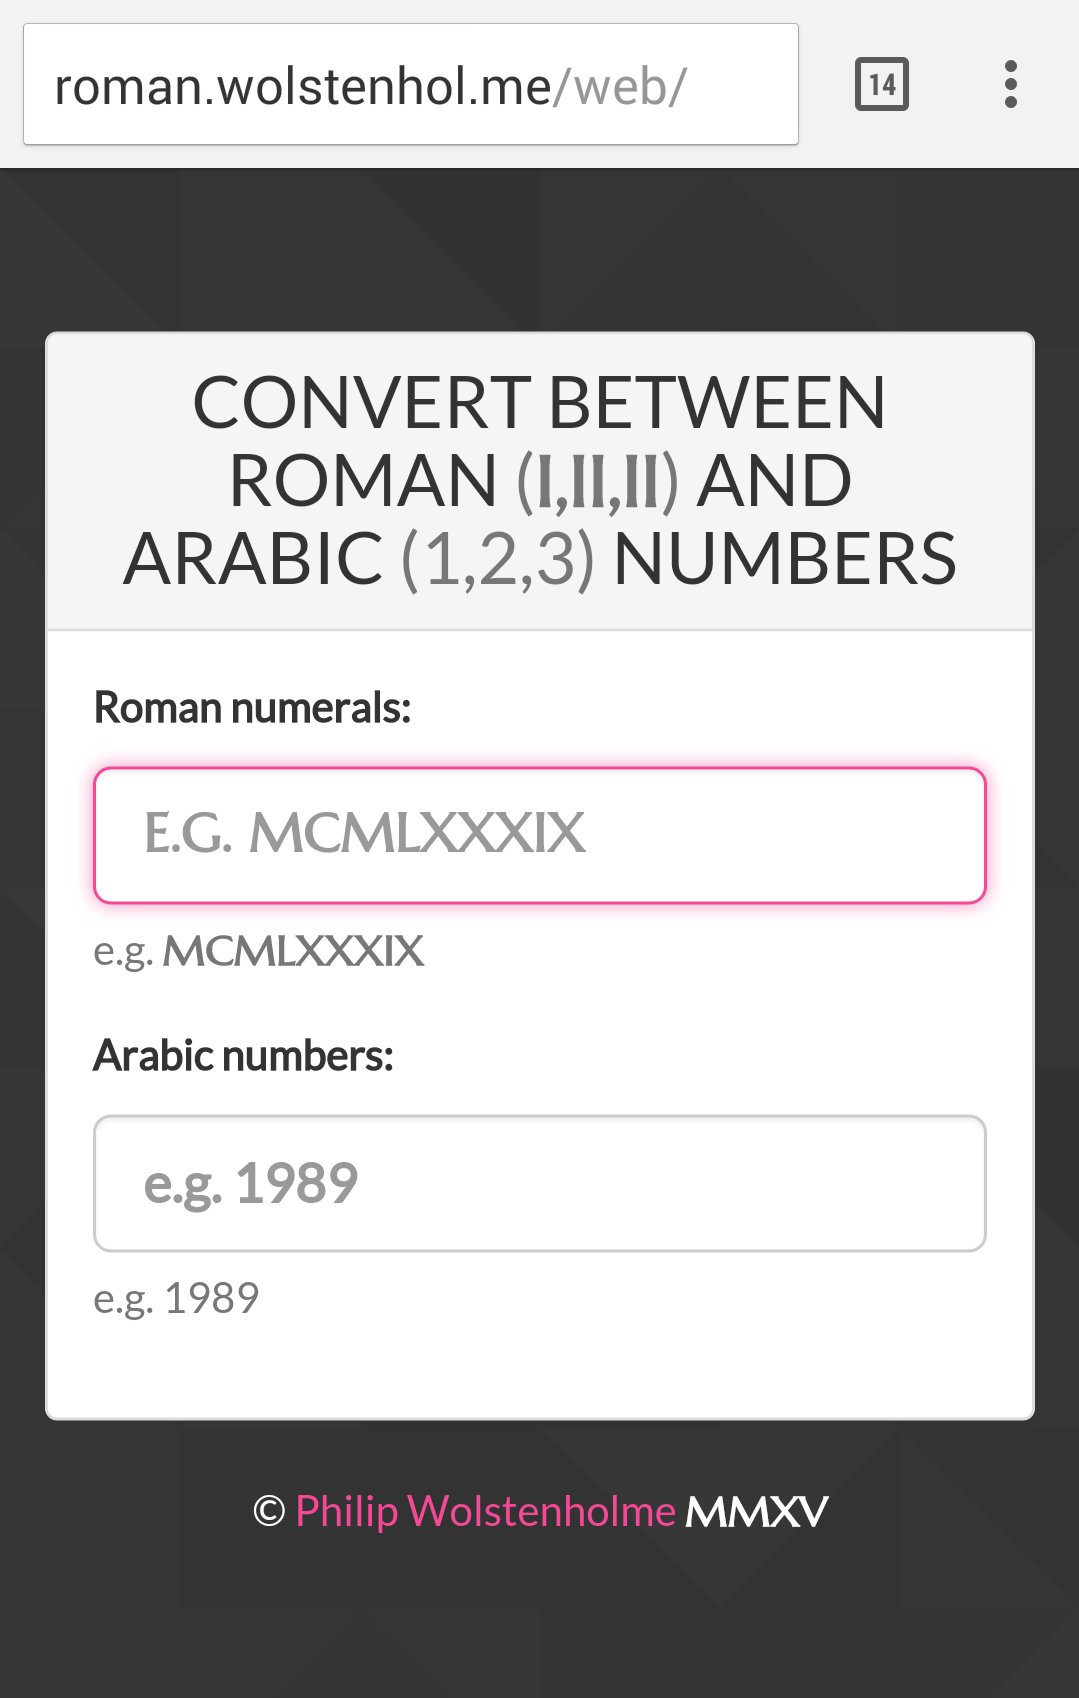 roman.wolstenhol.me/web/
14
CONVERT BETWEEN
ROMAN (I,II,II) AND
ARABIC (1,2,3) NUMBERS
Roman numerals:
E.G. MCMLXXXIX
e.g. MCMLXXXIX
Arabic numbers:
e.g. 1989
e.g. 1989
© Philip Wolstenholme MMXV